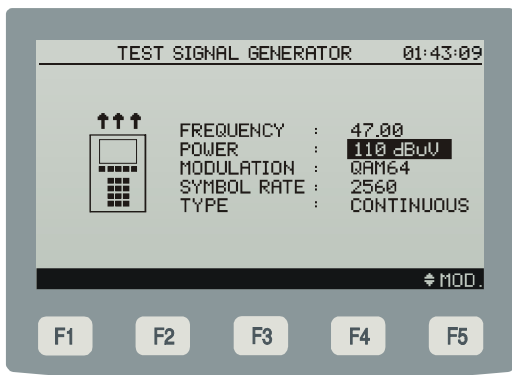 TEST SIGNAL GENERATOR 01:43:09
FREQUENCY : 47.00
POWER : 110 dBuV
MODULATION : QAM64
SYMBOL RATE : 2560
TYPE : CONTINUOUS
MOD.
F1 F2 F3 F4 F5